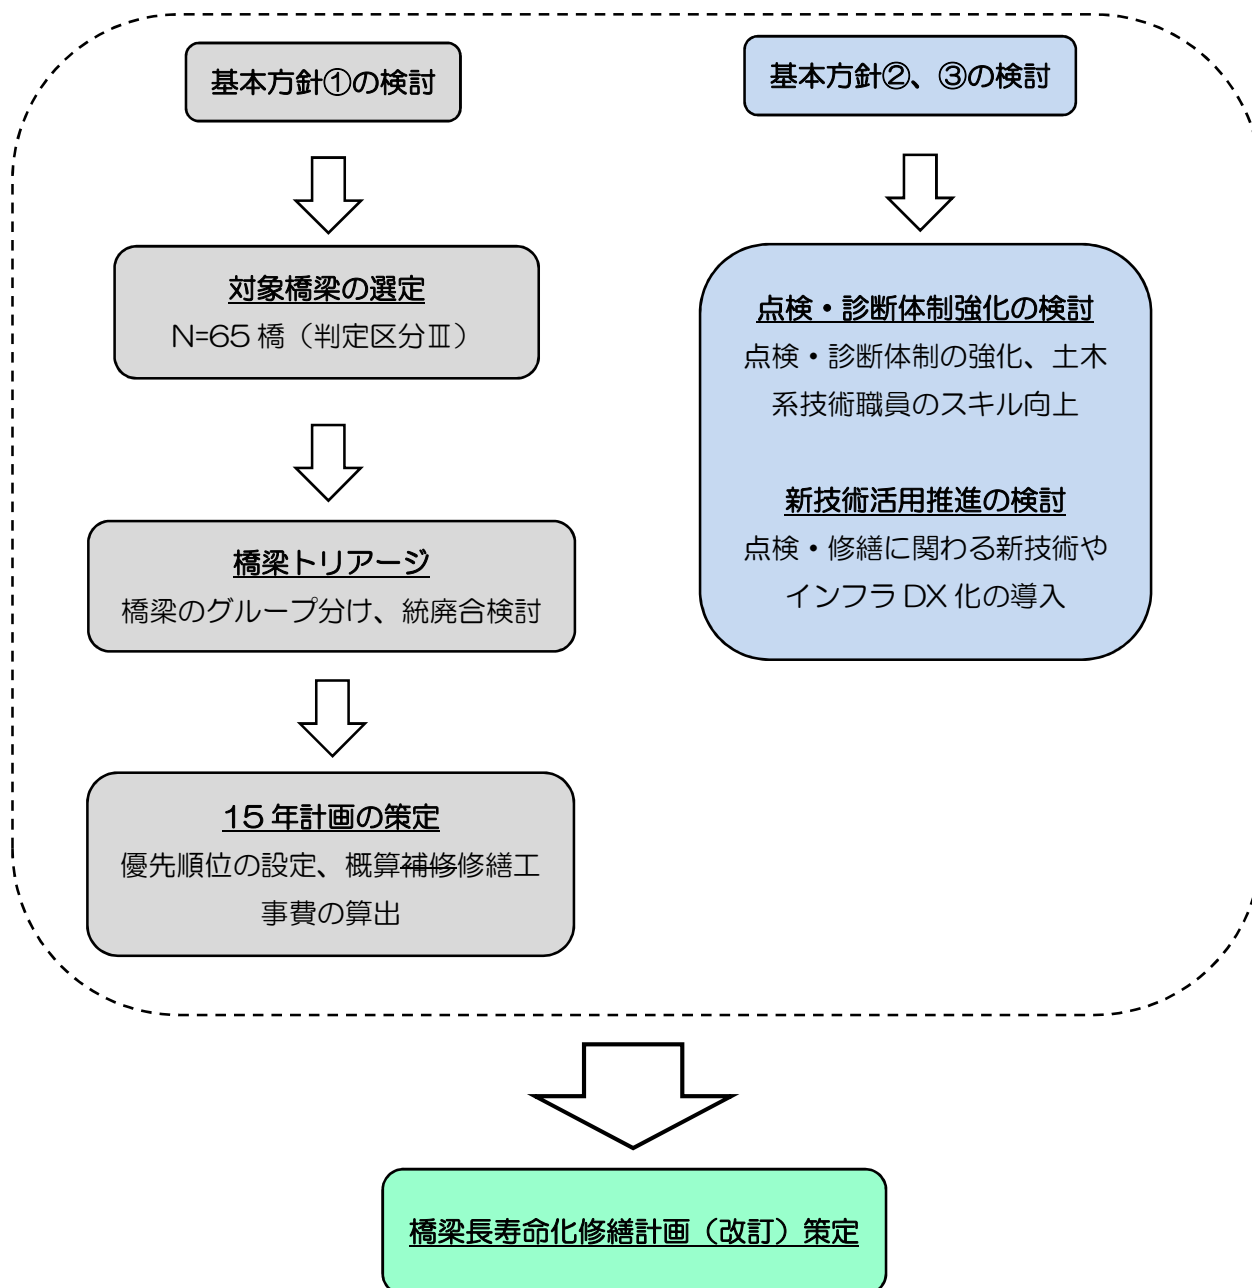 基本方針①の検討
対象橋梁の選定
N=65橋（判定区分Ⅲ）
橋梁トリアージ
橋梁のグループ分け、統廃合検討
15年計画の策定
優先順位の設定、概算補修修繕工
事費の算出
基本方針②、③の検討
点検・診断体制強化の検討
点検・診断体制の強化、土木
系技術職員のスキル向上
新技術活用推進の検討
点検・修繕に関わる新技術や
インフラDX化の導入
橋梁長寿命化修繕計画（改訂）策定